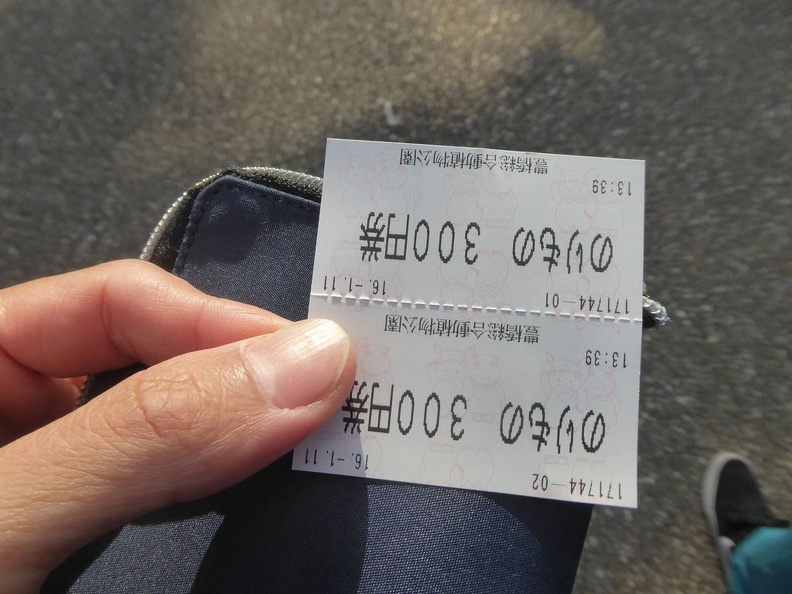 171744-02 16.-1.11
のりもの 300円券
13:39
豊橋総合動植物公園
171744-01 16.-1.11
のりもの 300円券
13:39
豊橋総合動植物公園